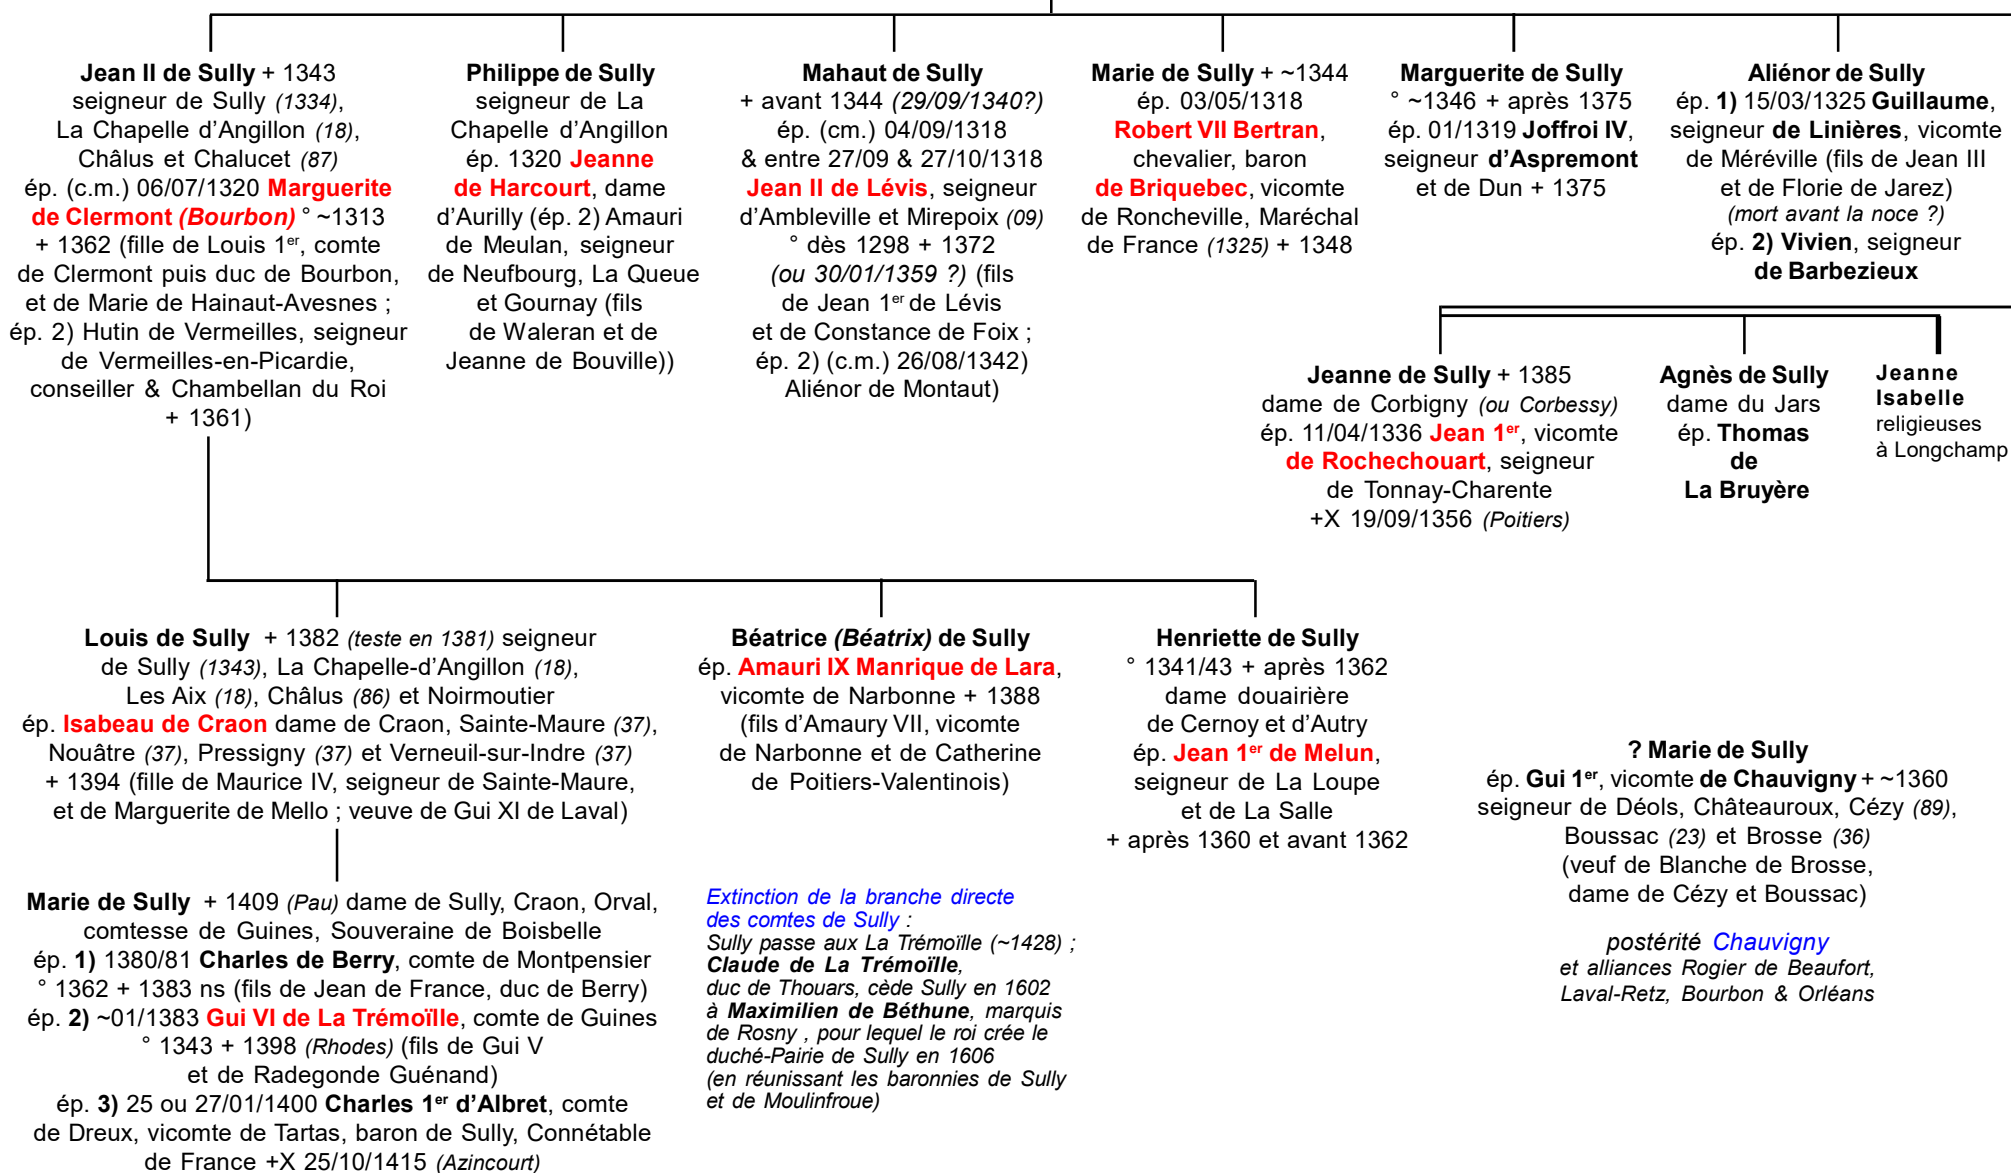 Jean II de Sully + 1343
seigneur de Sully (1334),
La Chapelle d’Angillon (18),
Châlus et Chalucet (87)
ép. (c.m.) 06/07/1320 Marguerite
de Clermont (Bourbon) ° ~1313
+ 1362 (fille de Louis 1er, comte
de Clermont puis duc de Bourbon,
et de Marie de Hainaut-Avesnes ;
ép. 2) Hutin de Vermeilles, seigneur
de Vermeilles-en-Picardie,
conseiller & Chambellan du Roi
+ 1361)
Philippe de Sully
seigneur de La
Chapelle d’Angillon
ép. 1320 Jeanne
de Harcourt, dame
d’Aurilly (ép. 2) Amauri
de Meulan, seigneur
de Neufbourg, La Queue
et Gournay (fils
de Waleran et de
Jeanne de Bouville))
Mahaut de Sully
+ avant 1344 (29/09/1340?)
ép. (cm.) 04/09/1318
& entre 27/09 & 27/10/1318
Jean II de Lévis, seigneur
d’Ambleville et Mirepoix (09)
° dès 1298 + 1372
(ou 30/01/1359 ?) (fils
de Jean 1er de Lévis
et de Constance de Foix ;
ép. 2) (c.m.) 26/08/1342)
Aliénor de Montaut)
Marie de Sully + ~1344
ép. 03/05/1318
Robert VII Bertran,
chevalier, baron
de Briquebec, vicomte
de Roncheville, Maréchal
de France (1325) + 1348
Marguerite de Sully
° ~1346 + après 1375
ép. 01/1319 Joffroi IV,
seigneur d’Aspremont
et de Dun + 1375
Aliénor de Sully
ép. 1) 15/03/1325 Guillaume,
seigneur de Linières, vicomte
de Méréville (fils de Jean III
et de Florie de Jarez)
(mort avant la noce ?)
ép. 2) Vivien, seigneur
de Barbezieux
Jeanne de Sully + 1385
dame de Corbigny (ou Corbessy)
ép. 11/04/1336 Jean 1er, vicomte
de Rochechouart, seigneur
de Tonnay-Charente
+X 19/09/1356 (Poitiers)
Agnès de Sully
dame du Jars
ép. Thomas
de
La Bruyère
Jeanne
Isabelle
religieuses
à Longchamp
Louis de Sully + 1382 (teste en 1381) seigneur
de Sully (1343), La Chapelle-d’Angillon (18),
Les Aix (18), Châlus (86) et Noirmoutier
ép. Isabeau de Craon dame de Craon, Sainte-Maure (37),
Nouâtre (37), Pressigny (37) et Verneuil-sur-Indre (37)
+ 1394 (fille de Maurice IV, seigneur de Sainte-Maure,
et de Marguerite de Mello ; veuve de Gui XI de Laval)
Béatrice (Béatrix) de Sully
ép. Amauri IX Manrique de Lara,
vicomte de Narbonne + 1388
(fils d’Amaury VII, vicomte
de Narbonne et de Catherine
de Poitiers-Valentinois)
Henriette de Sully
° 1341/43 + après 1362
dame douairière
de Cernoy et d’Autry
ép. Jean 1er de Melun,
seigneur de La Loupe
et de La Salle
+ après 1360 et avant 1362
? Marie de Sully
ép. Gui 1er, vicomte de Chauvigny + ~1360
seigneur de Déols, Châteauroux, Cézy (89),
Boussac (23) et Brosse (36)
(veuf de Blanche de Brosse,
dame de Cézy et Boussac)
postérité Chauvigny
et alliances Rogier de Beaufort,
Laval-Retz, Bourbon & Orléans
Marie de Sully + 1409 (Pau) dame de Sully, Craon, Orval,
comtesse de Guines, Souveraine de Boisbelle
ép. 1) 1380/81 Charles de Berry, comte de Montpensier
° 1362 + 1383 ns (fils de Jean de France, duc de Berry)
ép. 2) ~01/1383 Gui VI de La Trémoïlle, comte de Guines
° 1343 + 1398 (Rhodes) (fils de Gui V
et de Radegonde Guénand)
ép. 3) 25 ou 27/01/1400 Charles 1er d’Albret, comte
de Dreux, vicomte de Tartas, baron de Sully, Connétable
de France +X 25/10/1415 (Azincourt)
Extinction de la branche directe
des comtes de Sully :
Sully passe aux La Trémoïlle (~1428) ;
Claude de La Trémoïlle,
duc de Thouars, cède Sully en 1602
à Maximilien de Béthune, marquis
de Rosny , pour lequel le roi crée le
duché-Pairie de Sully en 1606
(en réunissant les baronnies de Sully
et de Moulinfroue)